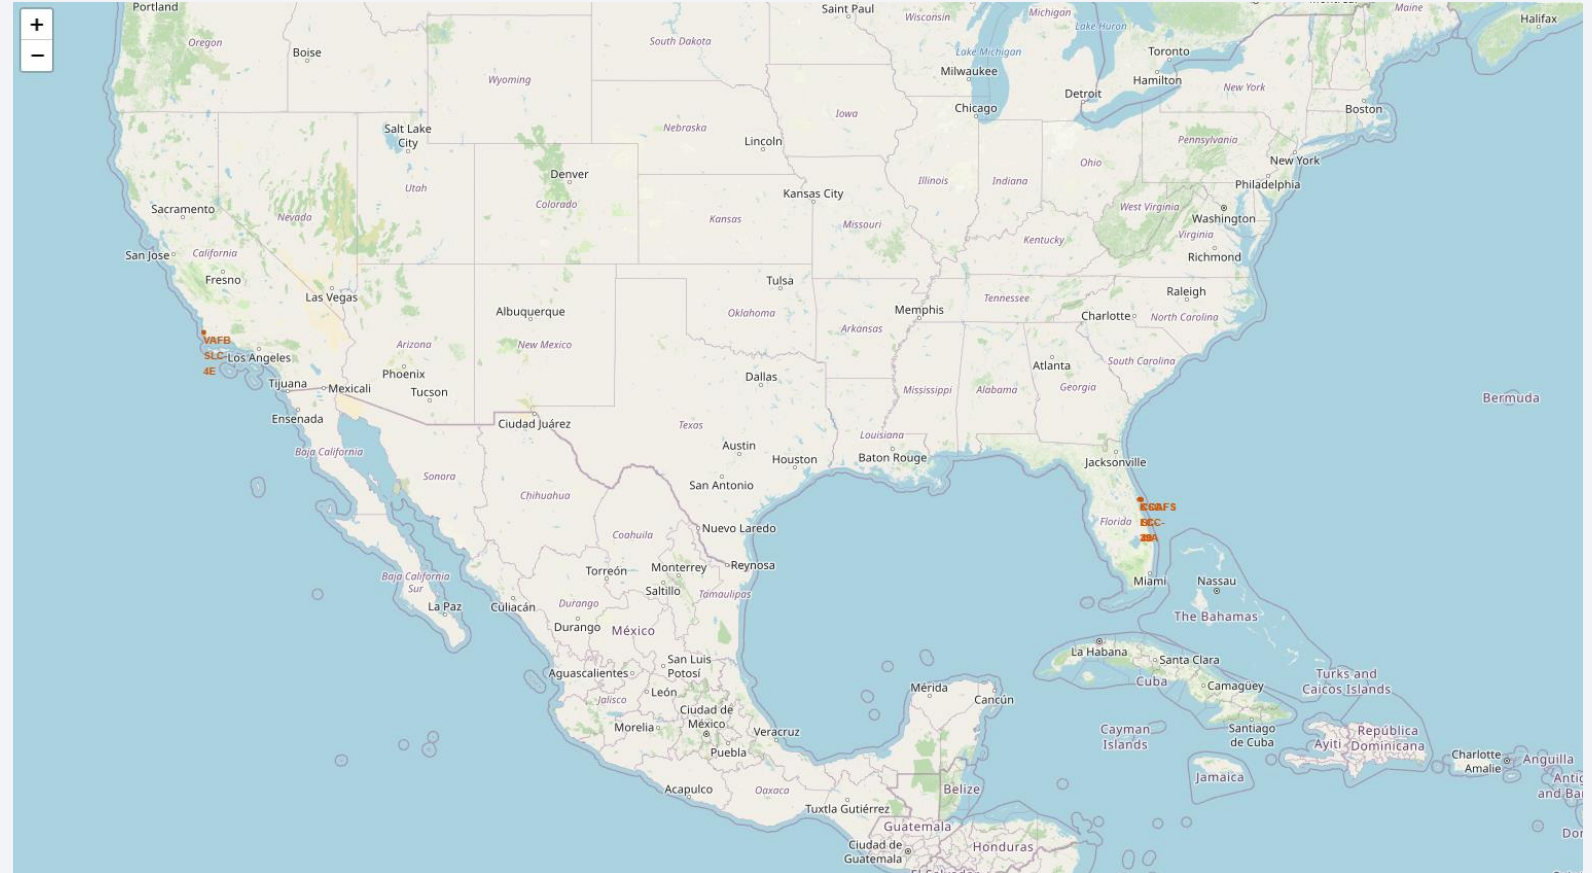 +
−
Portland
Saint Paul
Wisconsin
Michigan
Lake Huron
Maine
Halifax
Oregon
Boise
South Dakota
Lake Michigan
Toronto
Wyoming
Milwaukee
Hamilton
New York
Detroit
Chicago
Boston
Iowa
Salt Lake
City
Nebraska
Lincoln
Pennsylvania
Ohio
New York
Denver
Utah
Colorado
Kansas City
Illinois
Indiana
Philadelphia
Sacramento
Nevada
Kansas
Missouri
West Virginia
Washington
Virginia
Kentucky
San Jose
California
Richmond
Fresno
Las Vegas
Tulsa
Raleigh
Albuquerque
Oklahoma
Memphis
Tennessee
Charlotte
North Carolina
Arkansas
VAFB
SLC-
4E
Los Angeles
Arizona
New Mexico
Phoenix
Tijuana
Mexicali
Tucson
Dallas
Mississippi
Alabama
Atlanta
Georgia
South Carolina
Bermuda
Ensenada
Ciudad Juárez
Texas
Louisiana
Baja California
Austin
Houston
Baton Rouge
Jacksonville
Sonora
San Antonio
Chihuahua
Florida
Coahuila
Nuevo Laredo
Torreón
Monterrey
Reynosa
Baja California
Sur
Saltillo
Tamaulipas
Miami
Nassau
La Paz
Culiacán
Durango
Durango
México
The Bahamas
La Habana
Santa Clara
San Luis
Potosí
Aguascalientes
Turks and
Caicos Islands
Cuba
Camagüey
Jalisco
León
Mérida
Cancún
Ciudad de
México
Morelia
Veracruz
Puebla
Cayman
Islands
Santiago
de Cuba
República
Dominicana
Ayiti
Charlotte
Amalie
Anguilla
Jamaica
Acapulco
Oaxaca
Belize
Tuxtla Gutiérrez
Guatemala
Ciudad de
Guatemala
Honduras